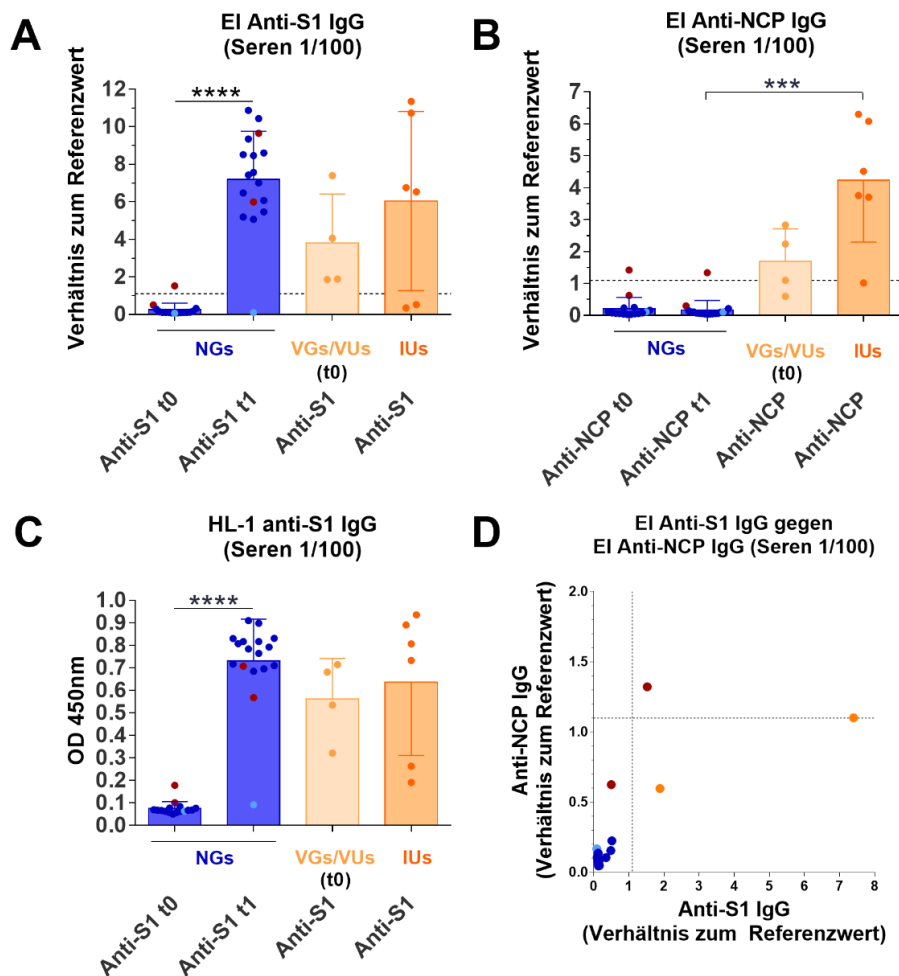 A
EI Anti-S1 IgG
(Seren 1/100)
Verhältnis zum Referenzwert
12
10
8
6
4
2
0
****
NGs
VGs/VUs
(t0)
IUs
Anti-S1 t0
Anti-S1 t1
Anti-S1
Anti-S1
B
EI Anti-NCP IgG
(Seren 1/100)
Verhältnis zum Referenzwert
7
6
5
4
3
2
1
0
***
NGs
VGs/VUs
(t0)
IUs
Anti-NCP t0
Anti-NCP t1
Anti-NCP
Anti-NCP
C
HL-1 anti-S1 IgG
(Seren 1/100)
OD 450nm
1.0
0.9
0.8
0.7
0.6
0.5
0.4
0.3
0.2
0.1
0.0
****
NGs
VGs/VUs
(t0)
IUs
Anti-S1 t0
Anti-S1 t1
Anti-S1
Anti-S1
D
EI Anti-S1 IgG gegen
EI Anti-NCP IgG (Seren 1/100)
Anti-NCP IgG
(Verhältnis zum Referenzwert)
2.0
1.5
1.0
0.5
0.0
0 1 2 3 4 5 6 7 8
Anti-S1 IgG
(Verhältnis zum Referenzwert)